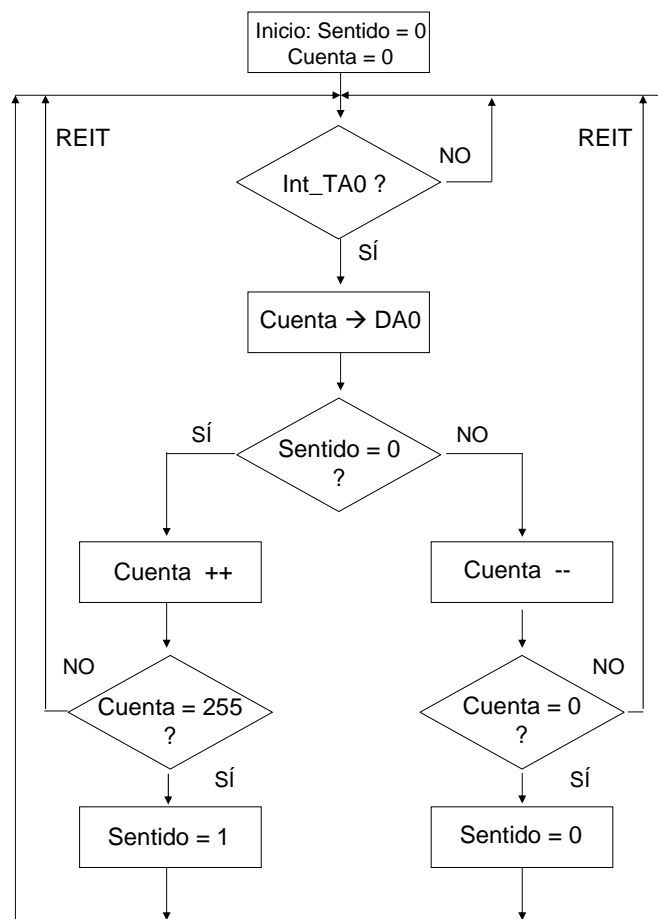 Inicio: Sentido = 0
Cuenta = 0
REIT
REIT
NO
Int_TA0 ?
SÍ
Cuenta → DA0
SÍ
NO
Sentido = 0
?
Cuenta ++
Cuenta --
NO
NO
Cuenta = 255
?
Cuenta = 0
?
SÍ
SÍ
Sentido = 1
Sentido = 0